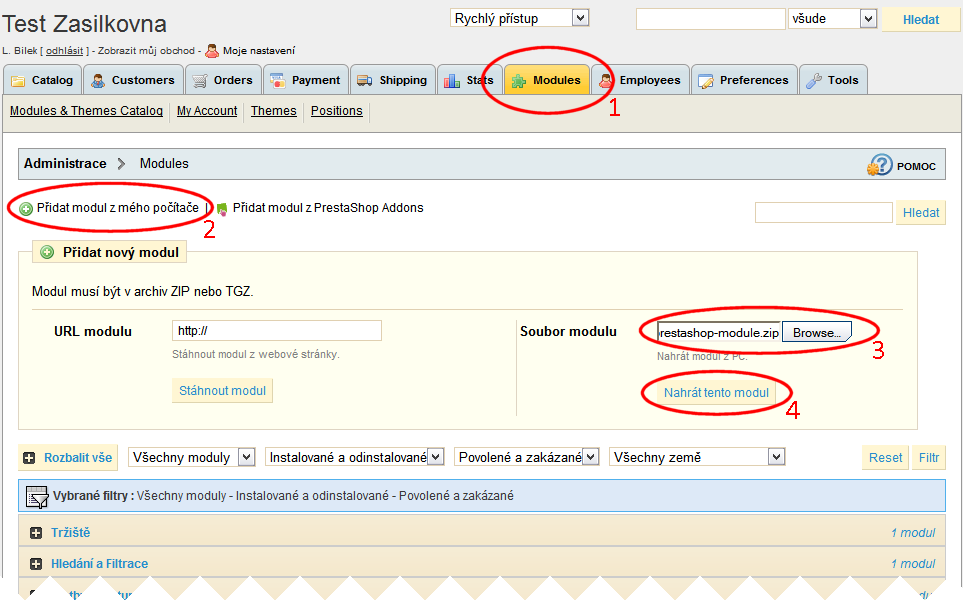 Test Zasilkovna
Rychlý přístup
všude
Hledat
L. Bilek [ odhlásit ] - Zobrazit můj obchod - Moje nastavení
Catalog Customers Orders Payment Shipping Stats Modules Employees Preferences Tools
1
Modules & Themes Catalog My Account Themes Positions
Administrace > Modules
POMOC
Přidat modul z mého počítače | Přidat modul z PrestaShop Addons
2
Hledat
Přidat nový modul
Modul musí být v archiv ZIP nebo TGZ.
URL modulu http://
Stáhnout modul z webové stránky.
Stáhnout modul
Soubor modulu restashop-module.zip Browse...
3
Nahrát modul z PC.
Nahrát tento modul
4
Rozbalit vše Všechny moduly Instalované a odinstalované Povolené a zakázané Všechny země Reset Filtr
Vybrané filtry : Všechny moduly - Instalované a odinstalované - Povolené a zakázané
Tržiště 1 modul
Hledání a Filtrace 1 modul